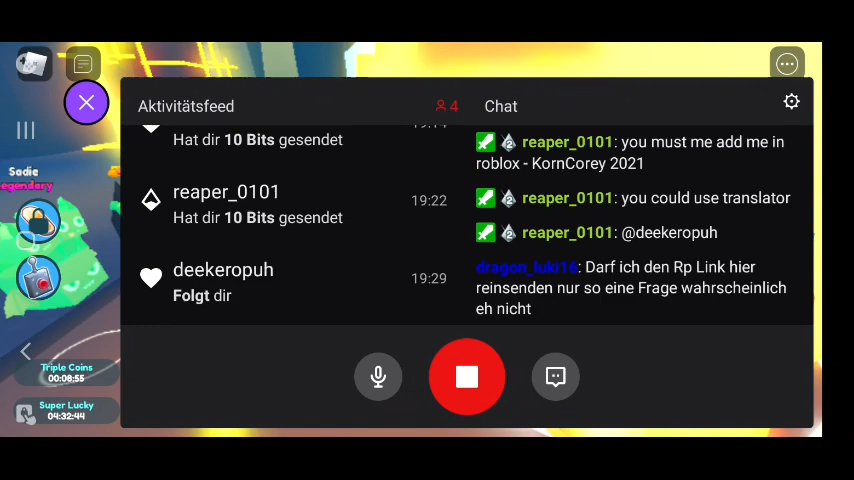 Aktivitätsfeed
4
Hat dir 10 Bits gesendet
reaper_0101
19:22
Hat dir 10 Bits gesendet
deekeropuh
19:29
Folgt dir
Chat
reaper_0101: you must me add me in
roblox - KornCorey 2021
reaper_0101: you could use translator
reaper_0101: @deekeropuh
dragon_luki16: Darf ich den Rp Link hier
reinsenden nur so eine Frage wahrscheinlich
eh nicht
Sadie
egendary
Triple Coins
00:08:55
Super Lucky
04:32:44